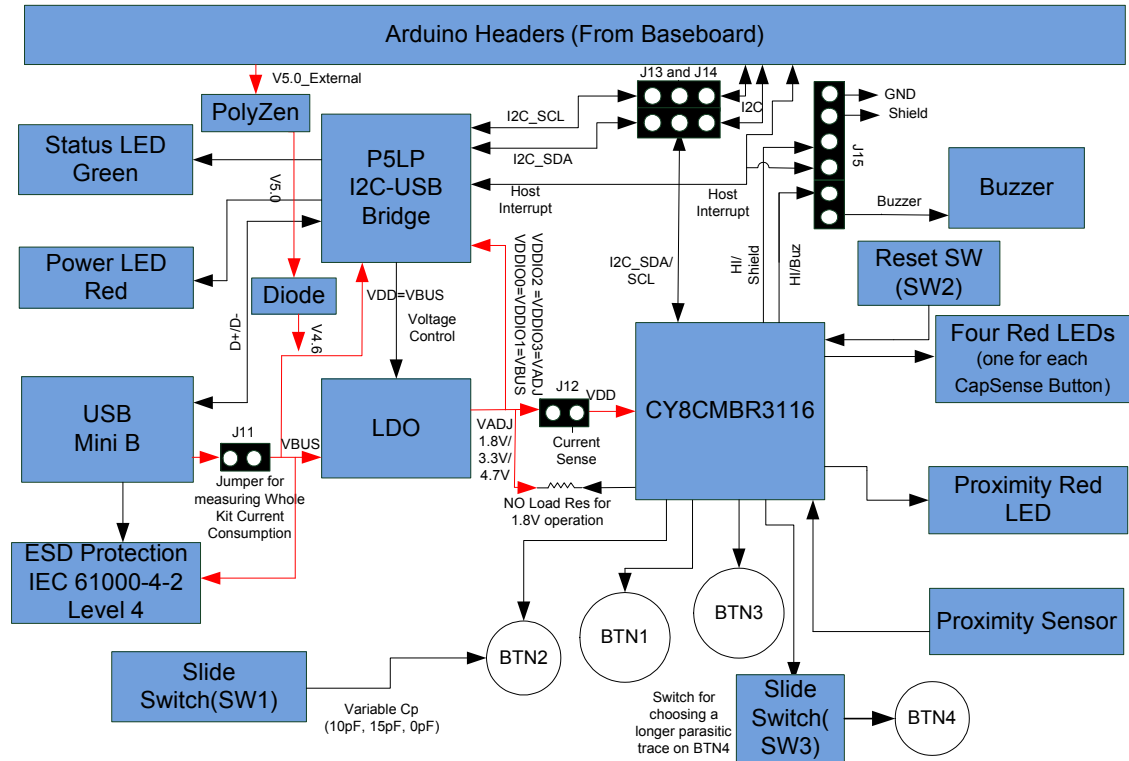 Arduino Headers (From Baseboard)
V5.0_External
PolyZen
Status LED
Green
V5.0
P5LP
I2C-USB
Bridge
I2C_SCL
I2C_SDA
Host
Interrupt
J13 and J14
I2C
Host
Interrupt
GND
Shield
J15
Buzzer
Buzzer
Power LED
Red
Diode
V4.6
VDD=VBUS
Voltage
Control
VDDIO0=VDDIO1=VBUS
VDDIO2 =VDDIO3=VADJ
I2C_SDA/
SCL
HI/
Shield
HI/Buz
Reset SW
(SW2)
Four Red LEDs
(one for each
CapSense Button)
D+/D-
USB
Mini B
J11
VBUS
Jumper for
measuring Whole
Kit Current
Consumption
LDO
VADJ
1.8V/
3.3V/
4.7V
J12
VDD
Current
Sense
CY8CMBR3116
NO Load Res for
1.8V operation
Proximity Red
LED
ESD Protection
IEC 61000-4-2
Level 4
Proximity Sensor
BTN2
BTN1
BTN3
Slide
Switch(SW1)
Variable Cp
(10pF, 15pF, 0pF)
Switch for
choosing a
longer parasitic
trace on BTN4
Slide
Switch(
SW3)
BTN4